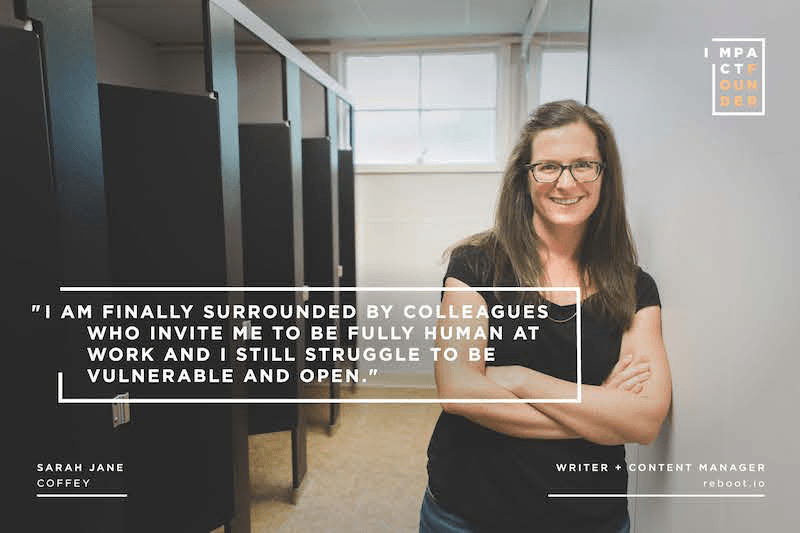 I MPA
CTF
OUN
DER
"I AM FINALLY SURROUNDED BY COLLEAGUES
WHO INVITE ME TO BE FULLY HUMAN AT
WORK AND I STILL STRUGGLE TO BE
VULNERABLE AND OPEN."
SARAH JANE
COFFEY
WRITER + CONTENT MANAGER
reboot.io